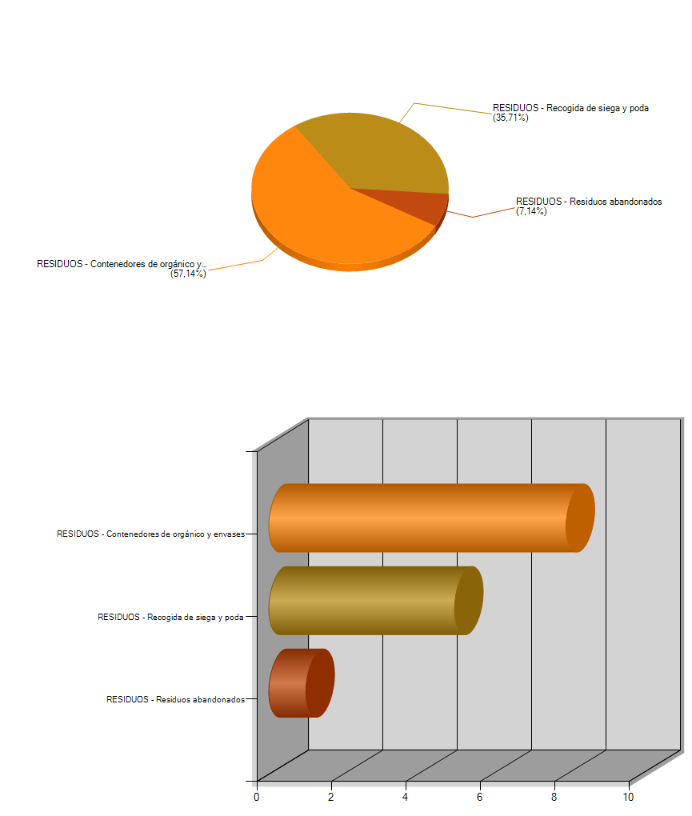 RESIDUOS - Recogida de siega y poda
(35,71%)
RESIDUOS - Residuos abandonados
(7,14%)
RESIDUOS - Contenedores de orgánico y...
(57,14%)
RESIDUOS - Contenedores de orgánico y envases
RESIDUOS - Recogida de siega y poda
RESIDUOS - Residuos abandonados
0 2 4 6 8 10